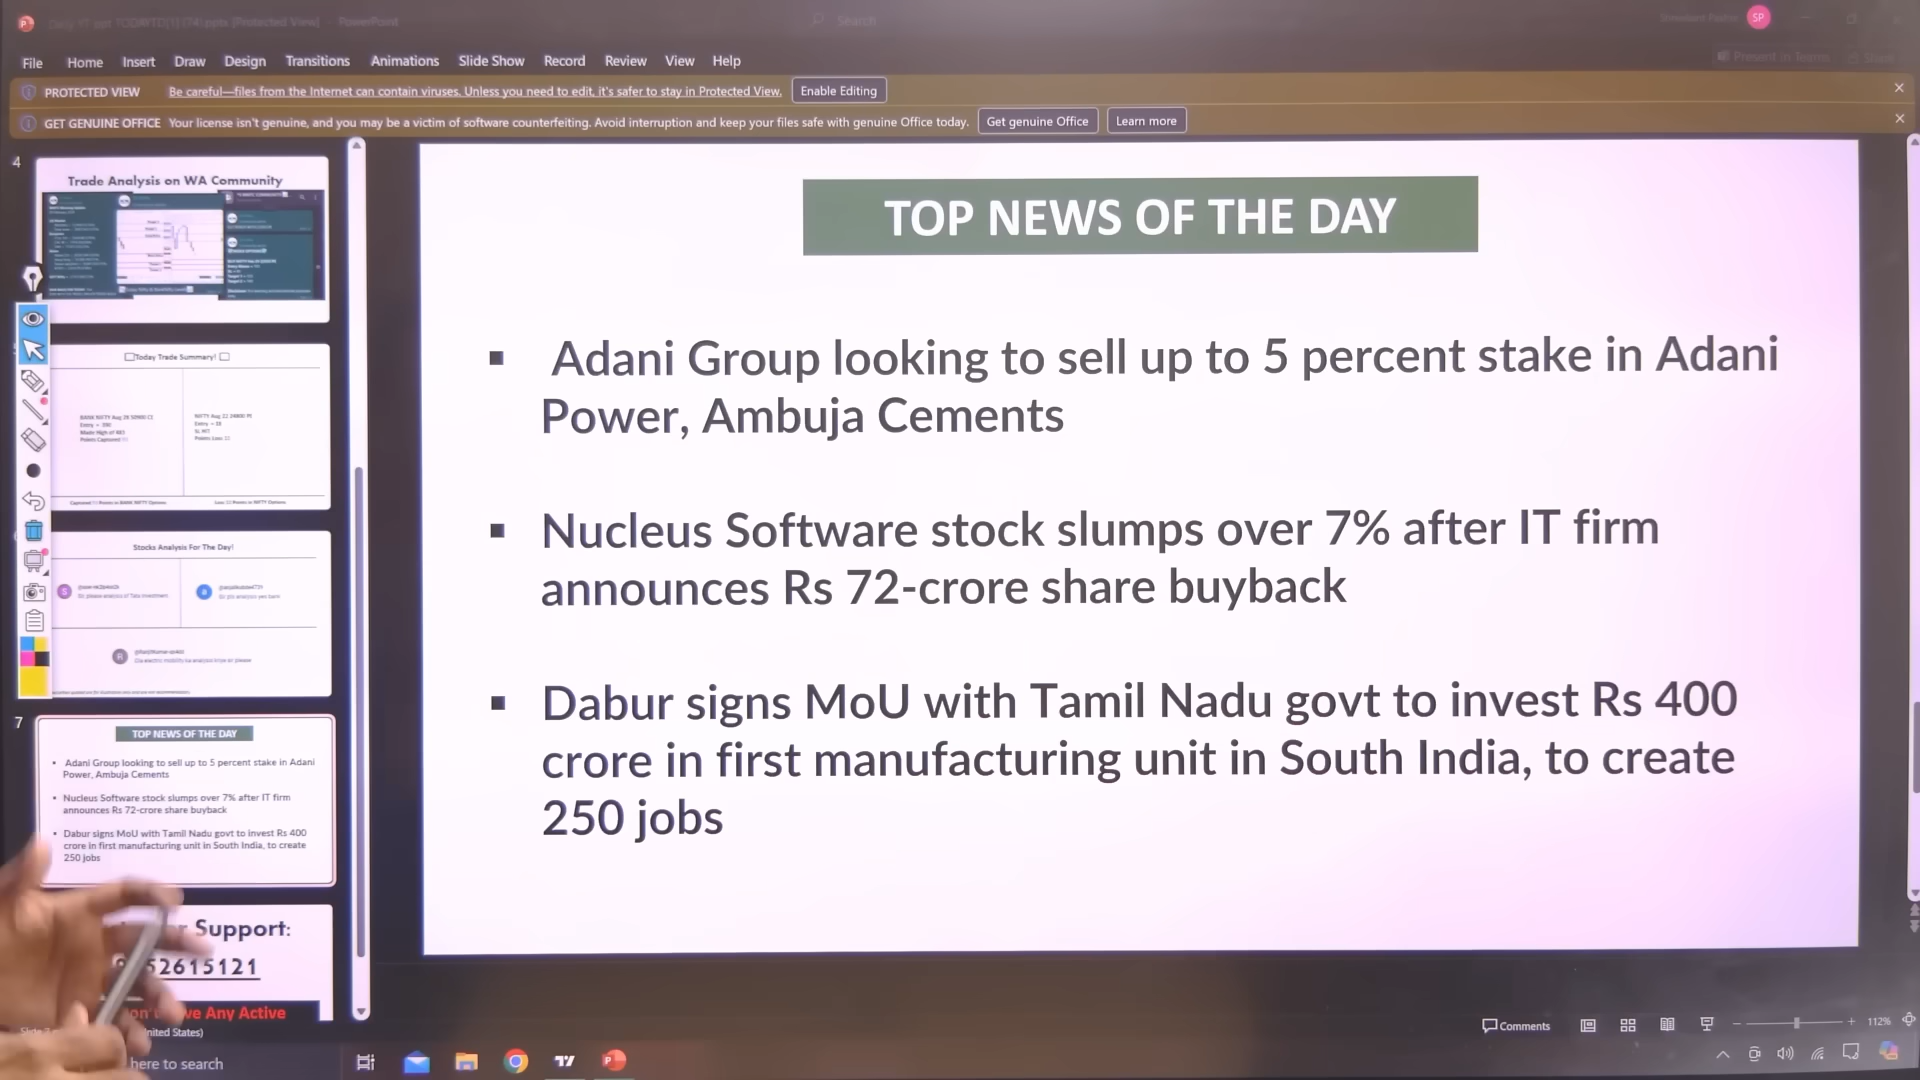 PowerPoint
Search
SP
File Home Insert Draw Design Transitions Animations Slide Show Record Review View Help
Present in Teams
PROTECTED VIEW Be careful—files from the Internet can contain viruses. Unless you need to edit, it's safer to stay in Protected View. Enable Editing
GET GENUINE OFFICE Your license isn't genuine, and you may be a victim of software counterfeiting. Avoid interruption and keep your files safe with genuine Office today. Get genuine Office Learn more
4
Trade Analysis on WA Community
Today Trade Summary!
Stocks Analysis For The Day!
S
a
R
7
TOP NEWS OF THE DAY
Adani Group looking to sell up to 5 percent stake in Adani
Power, Ambuja Cements
Nucleus Software stock slumps over 7% after IT firm
announces Rs 72-crore share buyback
Dabur signs MoU with Tamil Nadu govt to invest Rs 400
crore in first manufacturing unit in South India, to create
250 jobs
Support:
52615121
Any Active
TOP NEWS OF THE DAY
▪ Adani Group looking to sell up to 5 percent stake in Adani
Power, Ambuja Cements
▪ Nucleus Software stock slumps over 7% after IT firm
announces Rs 72-crore share buyback
▪ Dabur signs MoU with Tamil Nadu govt to invest Rs 400
crore in first manufacturing unit in South India, to create
250 jobs
States)
Comments
112%
here to search